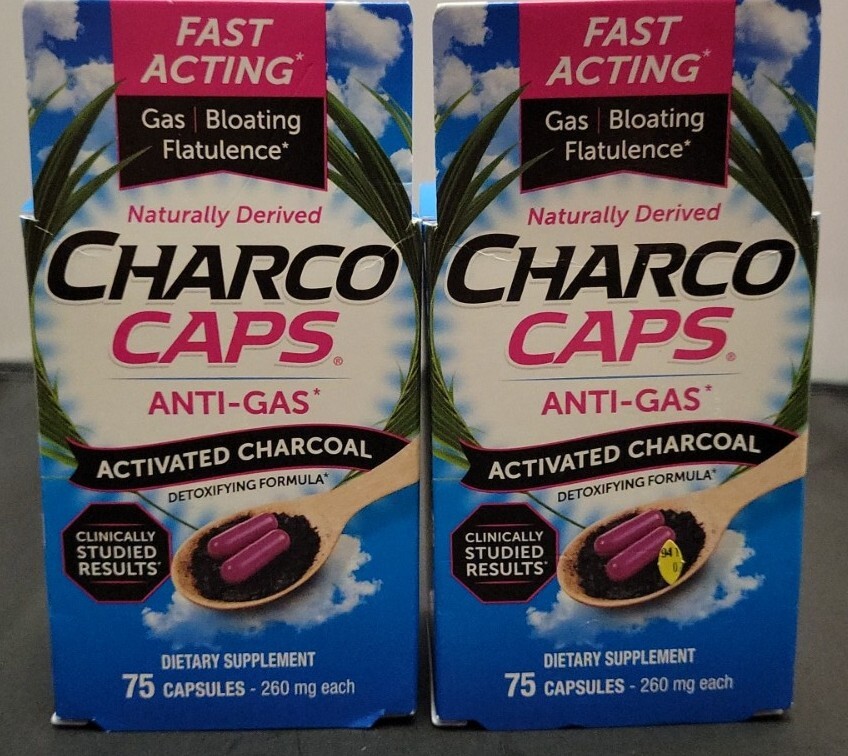 FAST
ACTING*
Gas | Bloating
Flatulence*
Naturally Derived
CHARCO
CAPS®
ANTI-GAS*
ACTIVATED CHARCOAL
DETOXIFYING FORMULA*
CLINICALLY
STUDIED
RESULTS*
DIETARY SUPPLEMENT
75 CAPSULES - 260 mg each
FAST
ACTING*
Gas | Bloating
Flatulence*
Naturally Derived
CHARCO
CAPS®
ANTI-GAS*
ACTIVATED CHARCOAL
DETOXIFYING FORMULA*
CLINICALLY
STUDIED
RESULTS*
DIETARY SUPPLEMENT
75 CAPSULES - 260 mg each